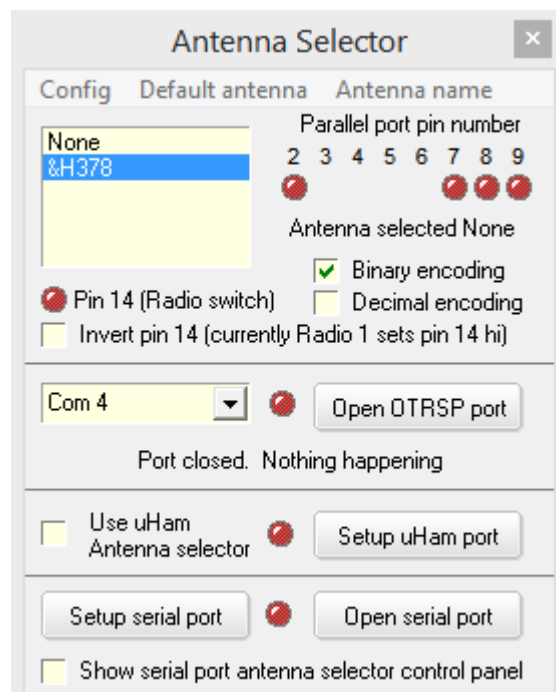 Antenna Selector
Config Default antenna Antenna name
None
&H378
Parallel port pin number
2 3 4 5 6 7 8 9
Antenna selected None
Binary encoding
Pin 14 (Radio switch)
Decimal encoding
Invert pin 14 (currently Radio 1 sets pin 14 hi)
Com 4
Open OTRSP port
Port closed. Nothing happening
Use uHam
Antenna selector
Setup uHam port
Setup serial port
Open serial port
Show serial port antenna selector control panel